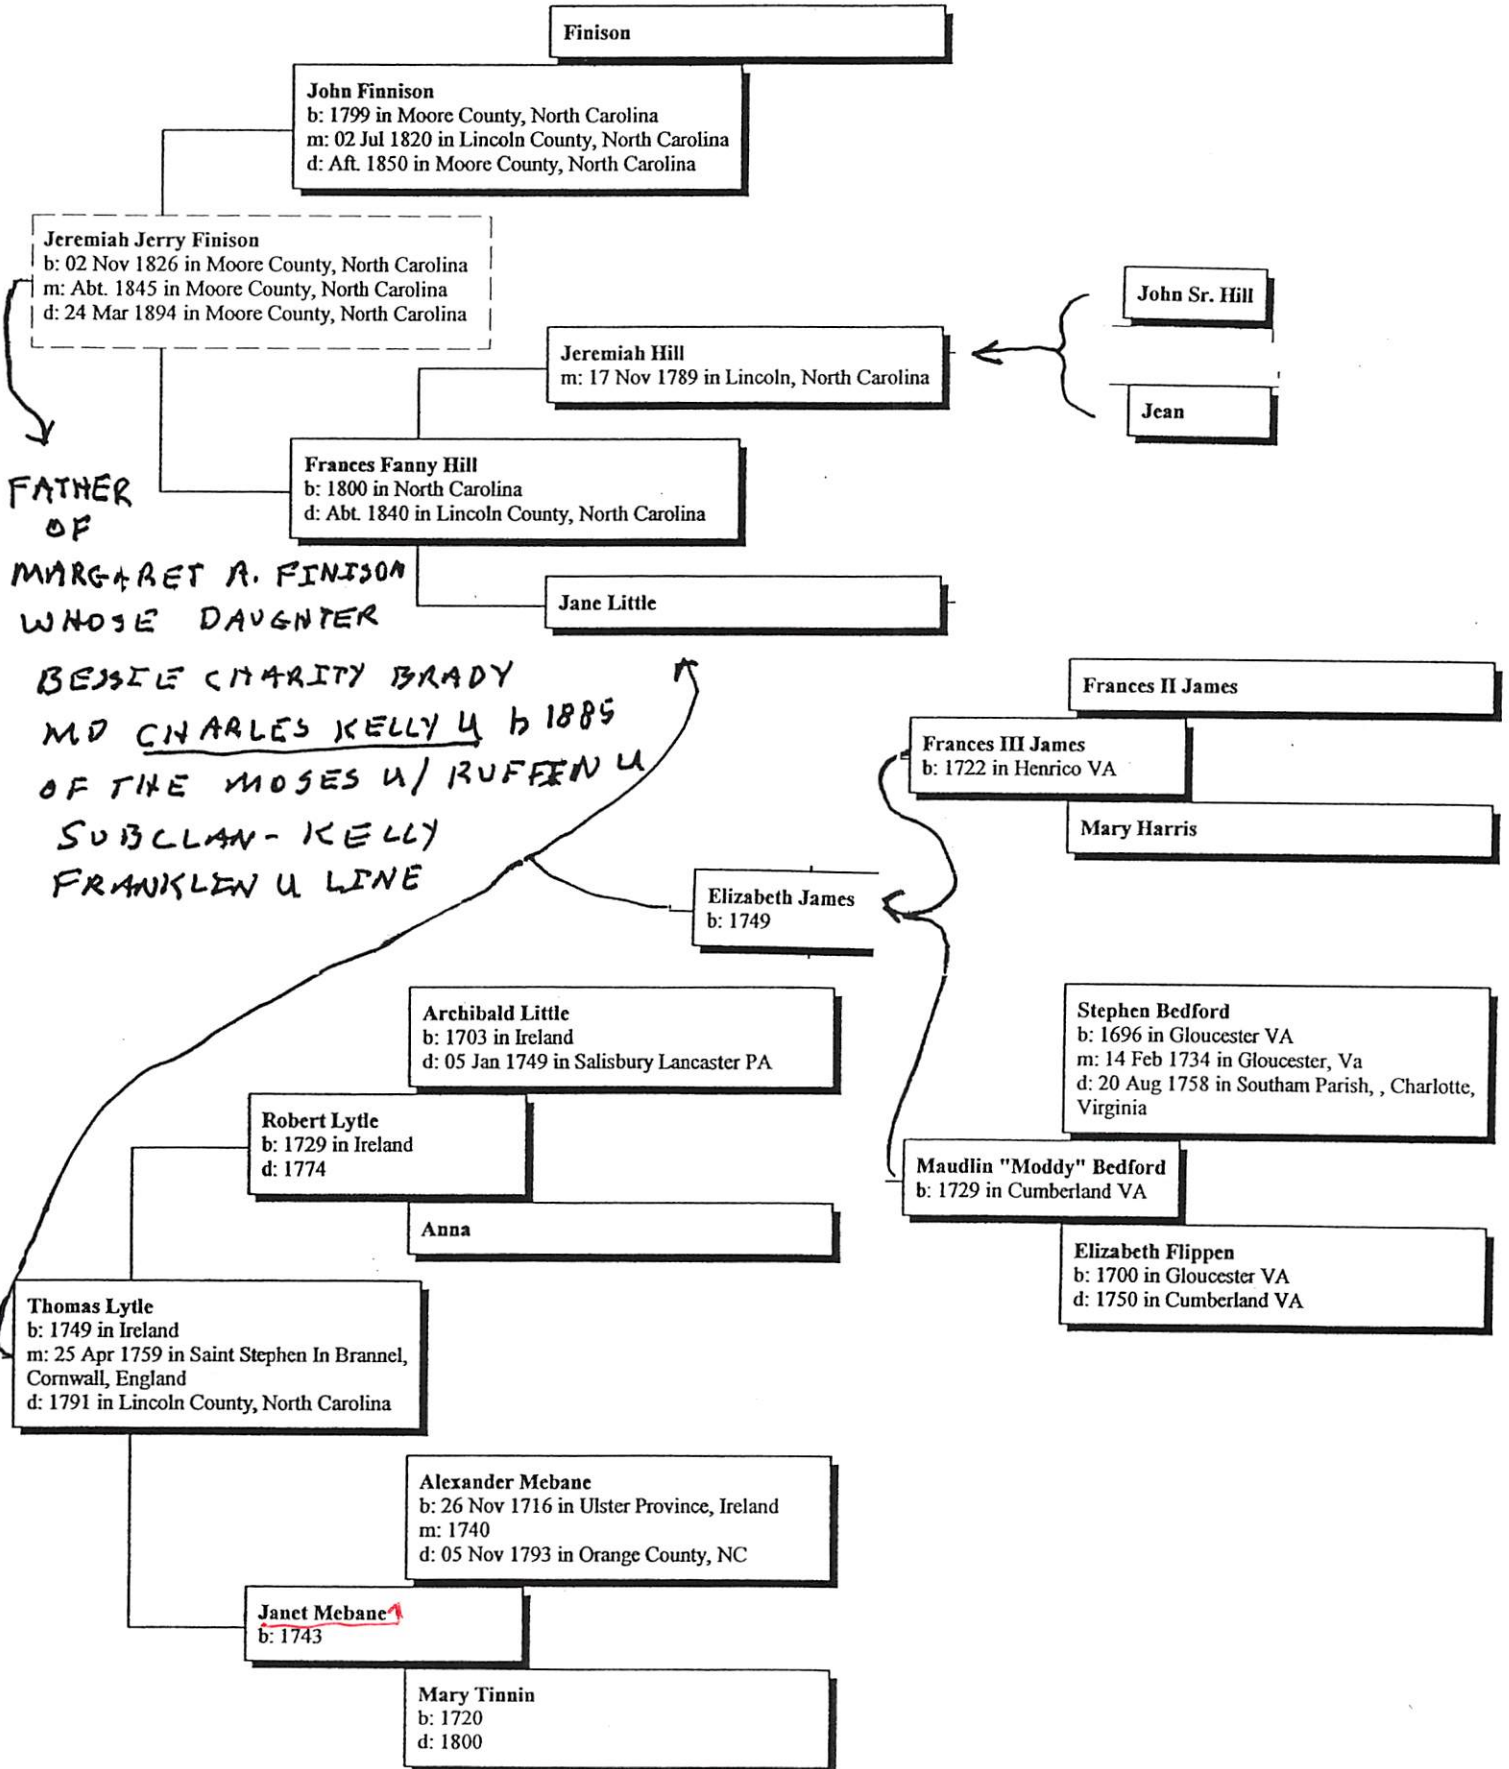 Finison
John Finnison
b: 1799 in Moore County, North Carolina
m: 02 Jul 1820 in Lincoln County, North Carolina
d: Aft. 1850 in Moore County, North Carolina
Jeremiah Jerry Finison
b: 02 Nov 1826 in Moore County, North Carolina
m: Abt. 1845 in Moore County, North Carolina
d: 24 Mar 1894 in Moore County, North Carolina
John Sr. Hill
Jeremiah Hill
m: 17 Nov 1789 in Lincoln, North Carolina
Jean
Frances Fanny Hill
b: 1800 in North Carolina
d: Abt. 1840 in Lincoln County, North Carolina
Jane Little
FATHER
OF
MARGARET A. FINISON
WHOSE DAUGHTER
BESSIE CHARITY BRADY
MD CHARLES KELLY U b 1885
OF THE MOSES U/ RUFFIN U
SUBCLAN - KELLY
FRANKLIN U LINE
Frances II James
Frances III James
b: 1722 in Henrico VA
Mary Harris
Elizabeth James
b: 1749
Archibald Little
b: 1703 in Ireland
d: 05 Jan 1749 in Salisbury Lancaster PA
Stephen Bedford
b: 1696 in Gloucester VA
m: 14 Feb 1734 in Gloucester, Va
d: 20 Aug 1758 in Southam Parish, , Charlotte,
Virginia
Robert Lytle
b: 1729 in Ireland
d: 1774
Maudlin "Moddy" Bedford
b: 1729 in Cumberland VA
Anna
Elizabeth Flippen
b: 1700 in Gloucester VA
d: 1750 in Cumberland VA
Thomas Lytle
b: 1749 in Ireland
m: 25 Apr 1759 in Saint Stephen In Brannel,
Cornwall, England
d: 1791 in Lincoln County, North Carolina
Alexander Mebane
b: 26 Nov 1716 in Ulster Province, Ireland
m: 1740
d: 05 Nov 1793 in Orange County, NC
Janet Mebane
b: 1743
Mary Tinnin
b: 1720
d: 1800